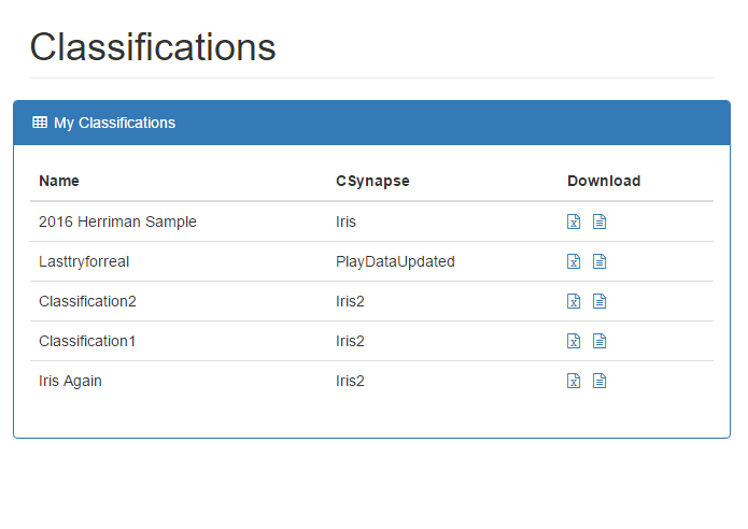 Classifications
My Classifications
Name CSynapse Download
2016 Herriman Sample Iris
Lasttryforreal PlayDataUpdated
Classification2 Iris2
Classification1 Iris2
Iris Again Iris2